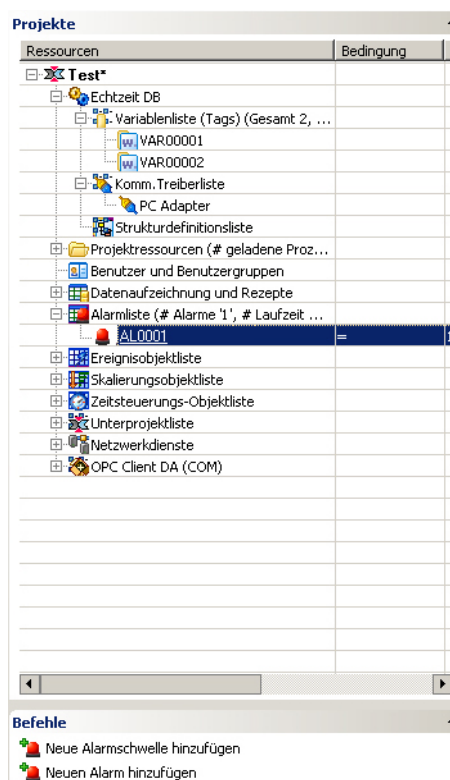 Projekte
Ressourcen Bedingung
Test*
Echtzeit DB
Variablenliste (Tags) (Gesamt 2, ...
VAR00001
VAR00002
Komm.Treiberliste
PC Adapter
Strukturdefinitionsliste
Projektressourcen (# geladene Proz...
Benutzer und Benutzergruppen
Datenaufzeichnung und Rezepte
Alarmliste (# Alarme '1', # Laufzeit ...
AL0001 =
Ereignisobjektliste
Skalierungsobjektliste
Zeitsteuerungs-Objektliste
Unterprojektliste
Netzwerkdienste
OPC Client DA (COM)
Befehle
Neue Alarmschwelle hinzufügen
Neuen Alarm hinzufügen